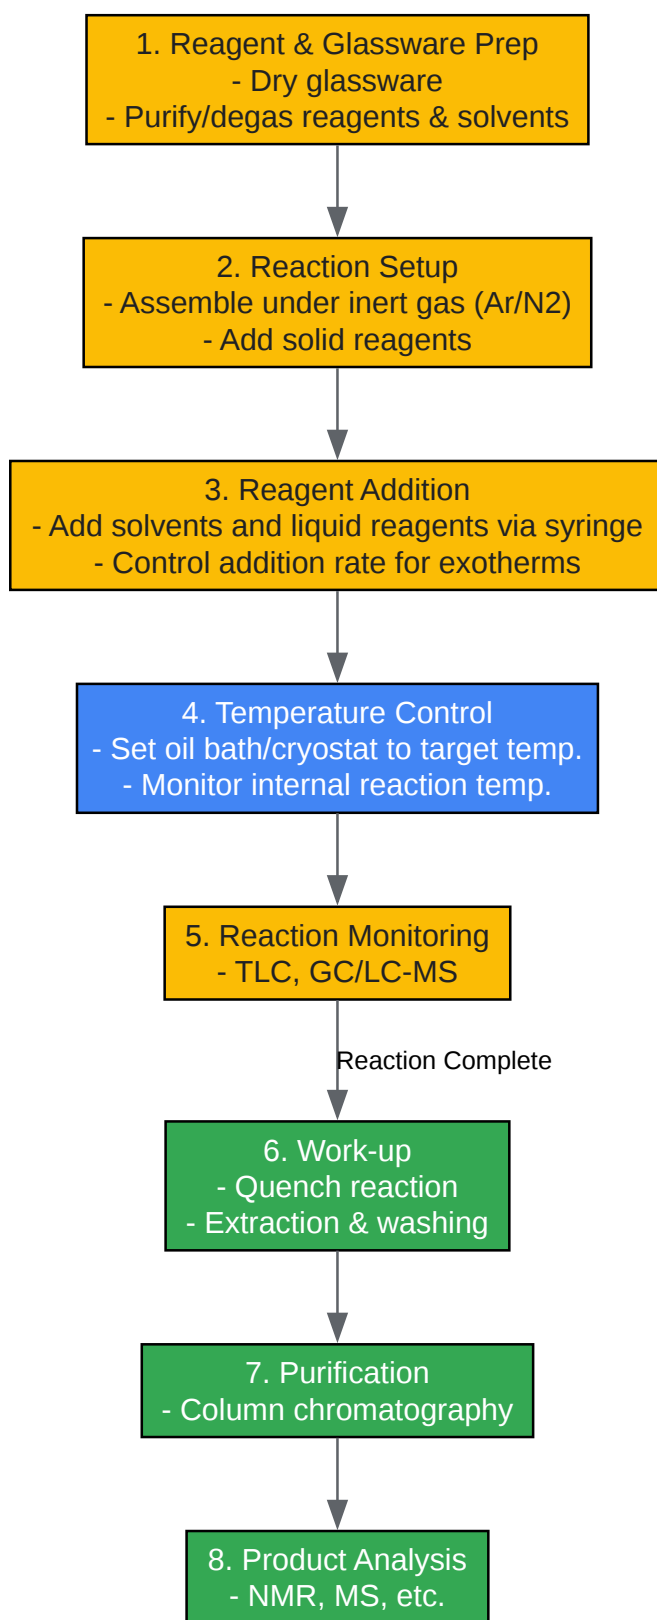 1. Reagent & Glassware Prep
- Dry glassware
- Purify/degas reagents & solvents
2. Reaction Setup
- Assemble under inert gas (Ar/N2)
- Add solid reagents
3. Reagent Addition
- Add solvents and liquid reagents via syringe
- Control addition rate for exotherms
4. Temperature Control
- Set oil bath/cryostat to target temp.
- Monitor internal reaction temp.
5. Reaction Monitoring
- TLC, GC/LC-MS
Reaction Complete
6. Work-up
- Quench reaction
- Extraction & washing
7. Purification
- Column chromatography
8. Product Analysis
- NMR, MS, etc.